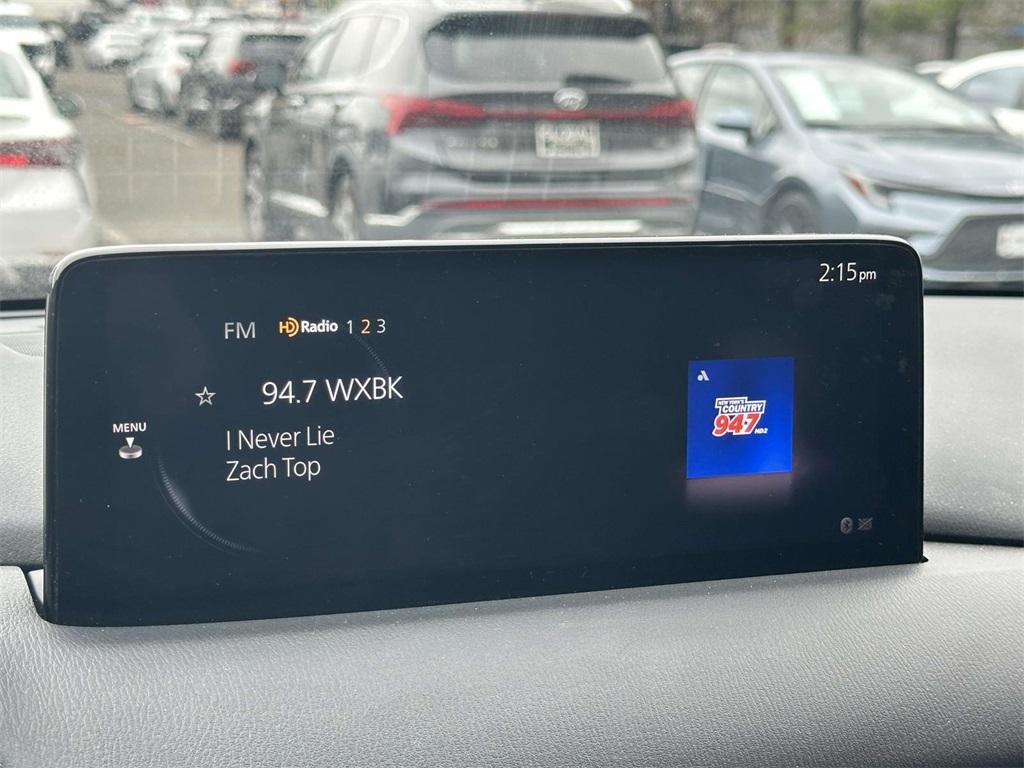 2:15pm
FM HD Radio 1 2 3
94.7 WXBK
MENU
I Never Lie
Zach Top
NEW YORK'S
COUNTRY
94.7 HD2